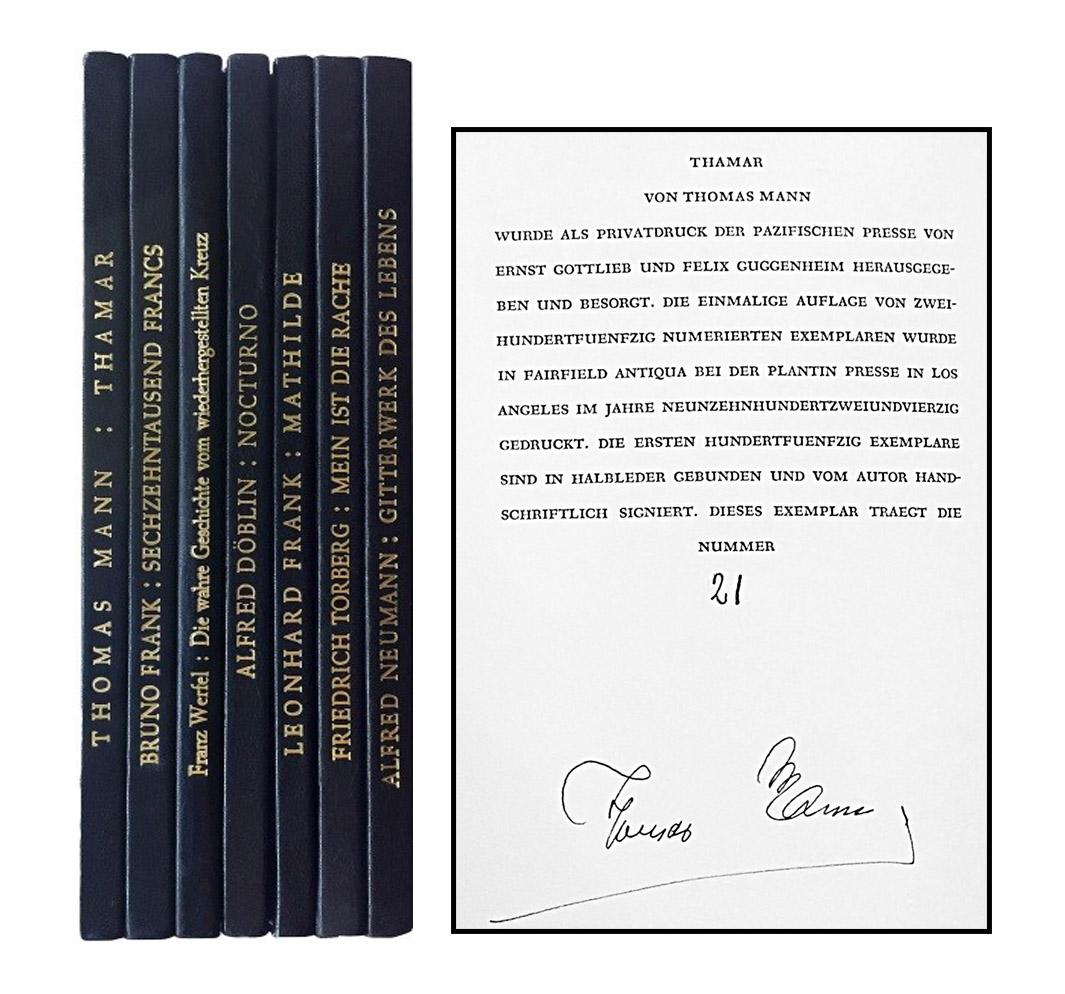 THOMAS MANN : THAMAR
BRUNO FRANK : SECHZEHNTAUSEND FRANCS
Franz Werfel : Die wahre Geschichte vom wiederhergestellten Kreuz
ALFRED DÖBLIN : NOCTURNO
LEONHARD FRANK : MATHILDE
FRIEDRICH TORBERG : MEIN IST DIE RACHE
ALFRED NEUMANN : GITTERWERK DES LEBENS
THAMAR
VON THOMAS MANN
WURDE ALS PRIVATDRUCK DER PAZIFISCHEN PRESSE VON
ERNST GOTTLIEB UND FELIX GUGGENHEIM HERAUSGEGE-
BEN UND BESORGT. DIE EINMALIGE AUFLAGE VON ZWEI-
HUNDERTFUENFZIG NUMERIERTEN EXEMPLAREN WURDE
IN FAIRFIELD ANTIQUA BEI DER PLANTIN PRESSE IN LOS
ANGELES IM JAHRE NEUNZEHNHUNDERTZWEIUNDVIERZIG
GEDRUCKT. DIE ERSTEN HUNDERTFUENFZIG EXEMPLARE
SIND IN HALBLEDER GEBUNDEN UND VOM AUTOR HAND-
SCHRIFTLICH SIGNIERT. DIESES EXEMPLAR TRAEGT DIE
NUMMER
21
Thomas Mann